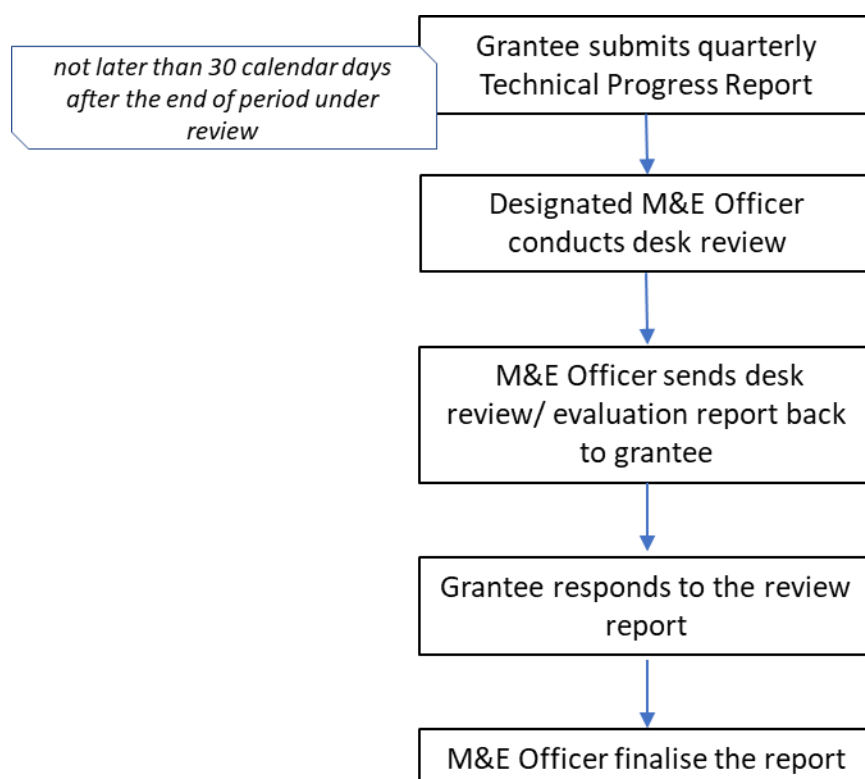 Grantee submits quarterly
Technical Progress Report
not later than 30 calendar days
after the end of period under
review
Designated M&E Officer
conducts desk review
M&E Officer sends desk
review/ evaluation report back
to grantee
Grantee responds to the review
report
M&E Officer finalise the report